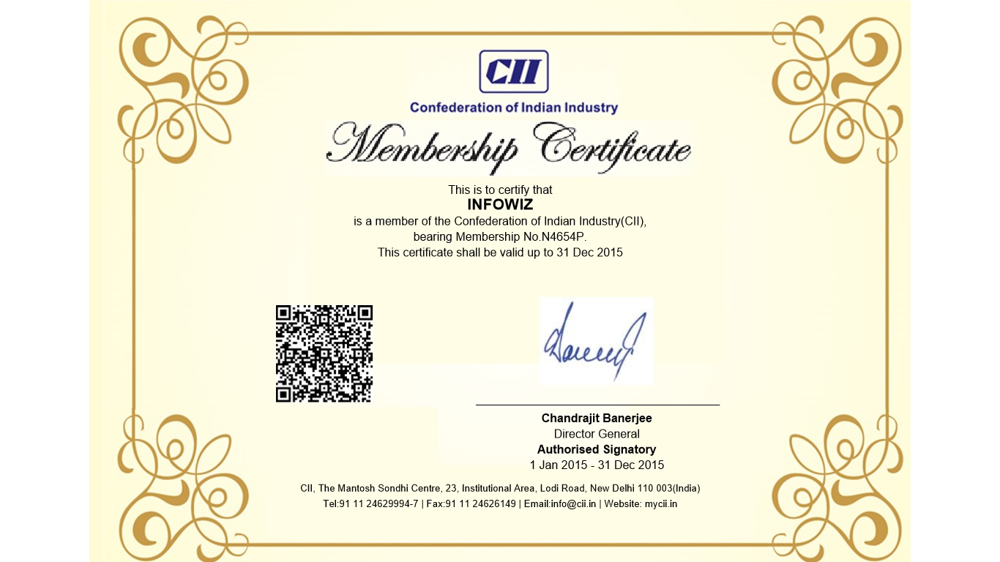 CII
Confederation of Indian Industry
Membership Certificate
This is to certify that
INFOWIZ
is a member of the Confederation of Indian Industry(CII),
bearing Membership No.N4654P.
This certificate shall be valid up to 31 Dec 2015
Chandrajit Banerjee
Director General
Authorised Signatory
1 Jan 2015 - 31 Dec 2015
CII, The Mantosh Sondhi Centre, 23, Institutional Area, Lodi Road, New Delhi 110 003(India)
Tel:91 11 24629994-7 | Fax:91 11 24626149 | Email:info@cii.in | Website: mycii.in